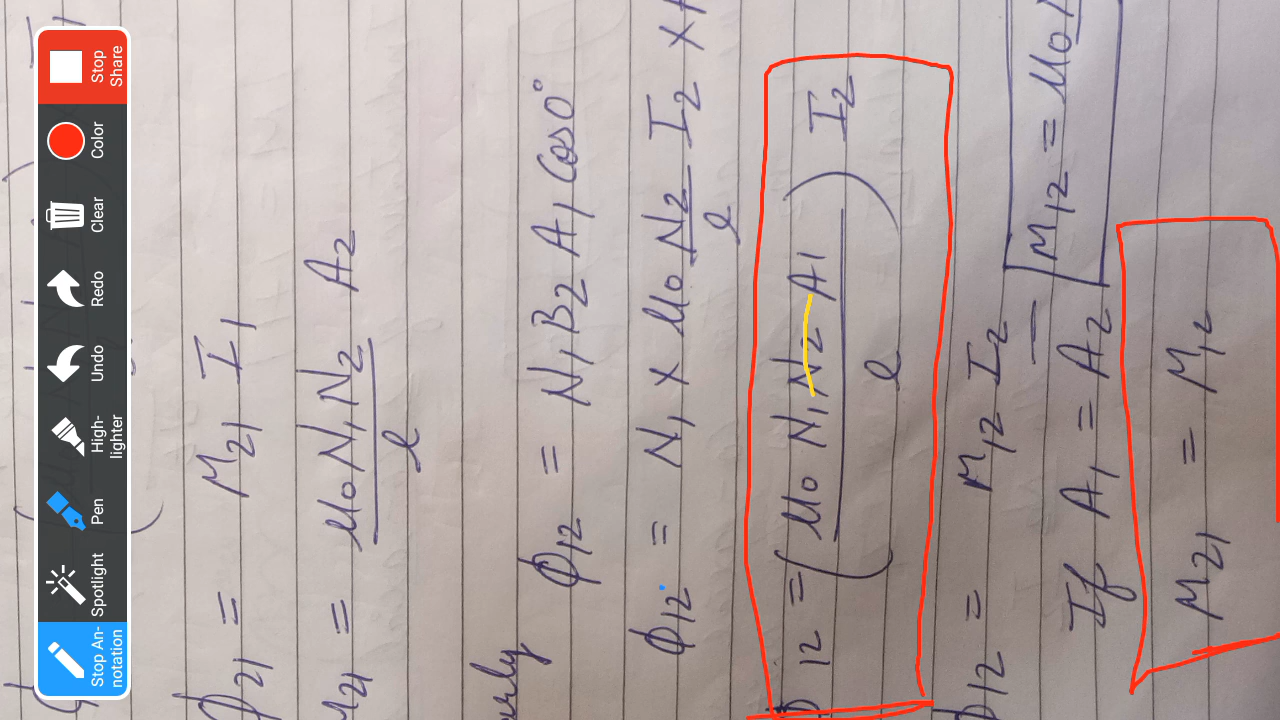 Stop Share
Color
Clear
Redo
Undo
High-lighter
Pen
Spotlight
Stop An-notation
ϕ21 = M21 I1
M21 = μ0 N1 N2 A2 / l
ϕ12 = N1 B2 A1 Cos0°
ϕ12 = N1 × μ0 N2 / l I2 ×
ϕ12 = (μ0 N1 N2 A1 / l) I2
ϕ12 = M12 I2
M12 = μ0
If A1 = A2
M21 = M12